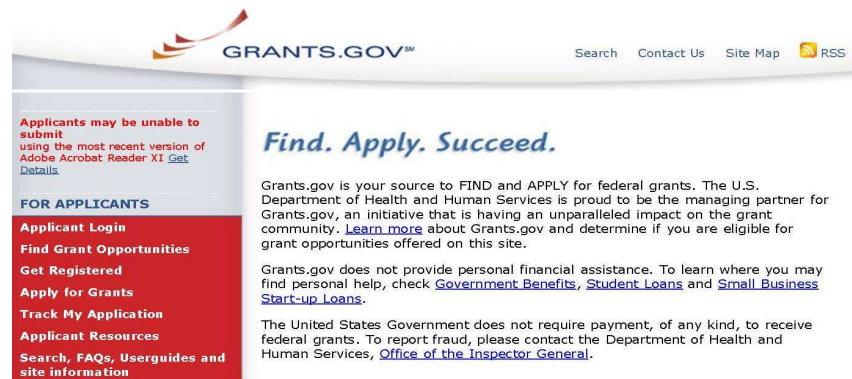 GRANTS.GOV℠
Search Contact Us Site Map RSS
Applicants may be unable to
submit
using the most recent version of
Adobe Acrobat Reader XI Get
Details
FOR APPLICANTS
Applicant Login
Find Grant Opportunities
Get Registered
Apply for Grants
Track My Application
Applicant Resources
Search, FAQs, Userguides and
site information
Find. Apply. Succeed.
Grants.gov is your source to FIND and APPLY for federal grants. The U.S.
Department of Health and Human Services is proud to be the managing partner for
Grants.gov, an initiative that is having an unparalleled impact on the grant
community. Learn more about Grants.gov and determine if you are eligible for
grant opportunities offered on this site.
Grants.gov does not provide personal financial assistance. To learn where you may
find personal help, check Government Benefits, Student Loans and Small Business
Start-up Loans.
The United States Government does not require payment, of any kind, to receive
federal grants. To report fraud, please contact the Department of Health and
Human Services, Office of the Inspector General.